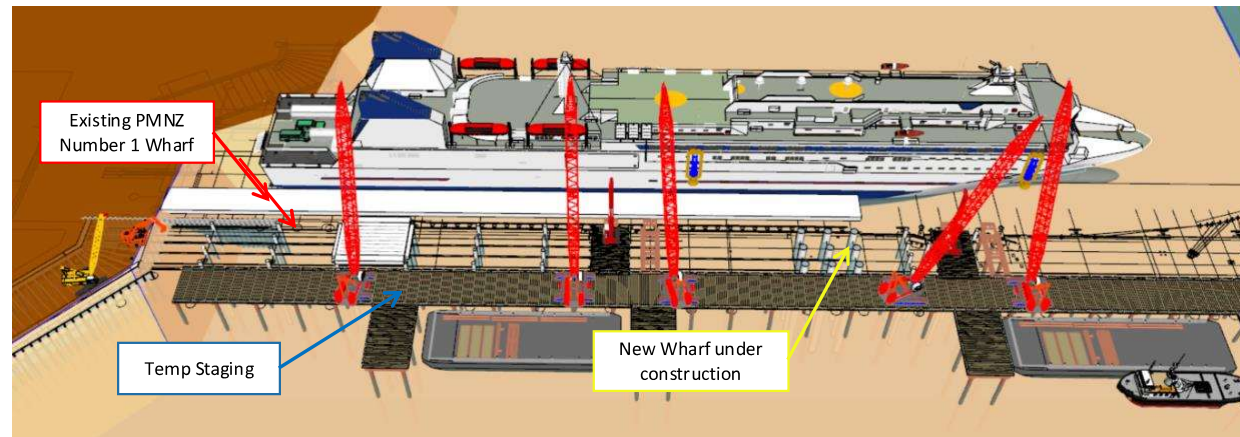 Existing PMNZ
Number 1 Wharf
Temp Staging
New Wharf under
construction